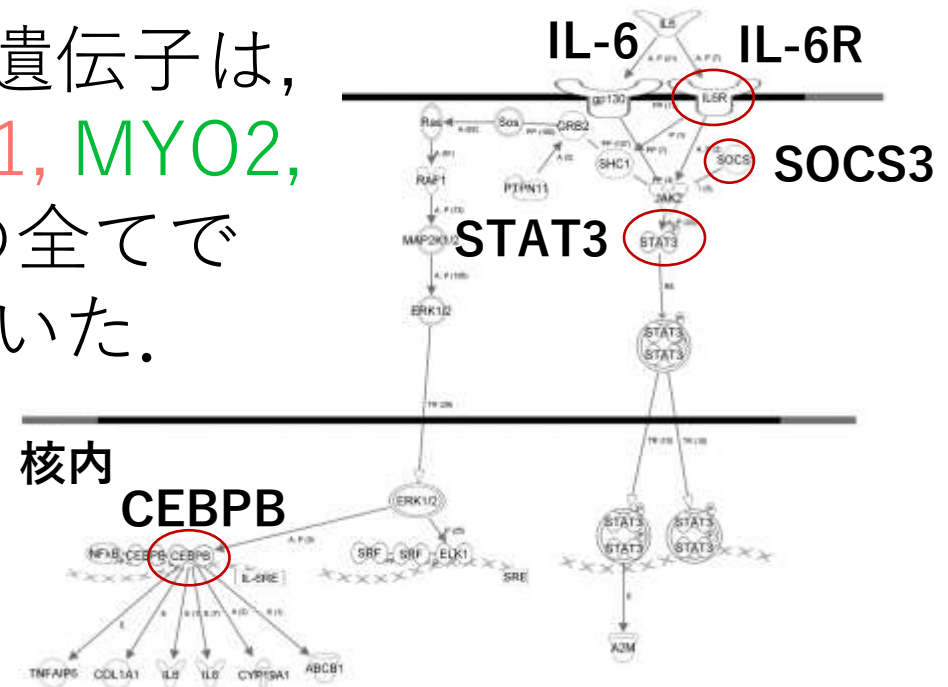 遺伝子は,
1, MYO2,
の全てで
いた.
IL-6
IL-6R
IL6
A, P (7)
gp130
IL6R
Ras
Sos
GRB2
SHC1
SOCS
SOCS3
PTPN11
RAF1
JAK2
MAP2K1/2
STAT3
STAT3
ERK1/2
STAT3
STAT3
核内
CEBPB
ERK1/2
NFkB
CEBPB
CEBPB
IL-6RE
SRF
SRF
ELK1
SRE
STAT3
STAT3
STAT3
STAT3
TNFAIP6
COL1A1
IL8
IL6
CYP19A1
ABCB1
A2M